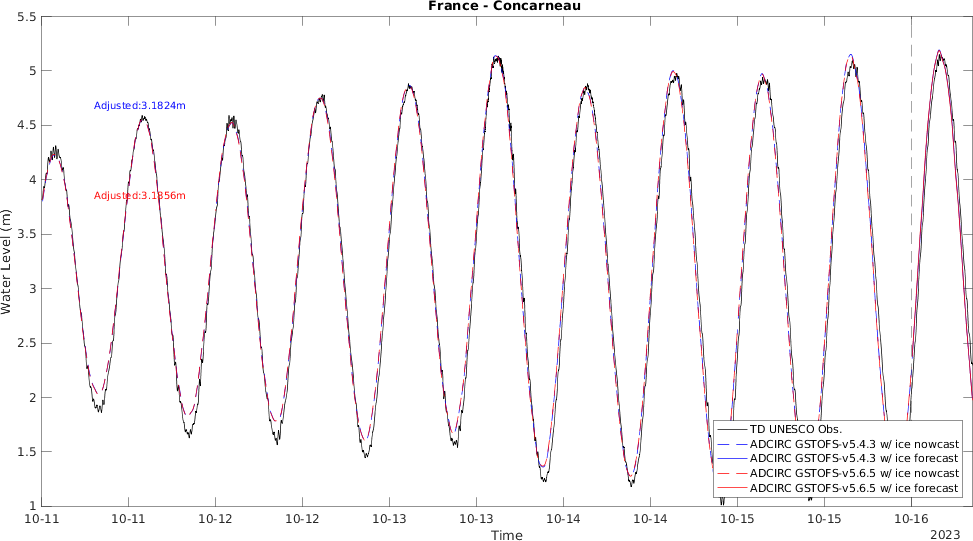 France - Concarneau
5.5
5
4.5
4
3.5
3
2.5
2
1.5
1
Water Level (m)
Adjusted:3.1824m
Adjusted:3.1356m
TD UNESCO Obs.
ADCIRC GSTOFS-v5.4.3 w/ ice nowcast
ADCIRC GSTOFS-v5.4.3 w/ ice forecast
ADCIRC GSTOFS-v5.6.5 w/ ice nowcast
ADCIRC GSTOFS-v5.6.5 w/ ice forecast
10-11 10-11 10-12 10-12 10-13 10-13 10-14 10-14 10-15 10-15 10-16
Time
2023